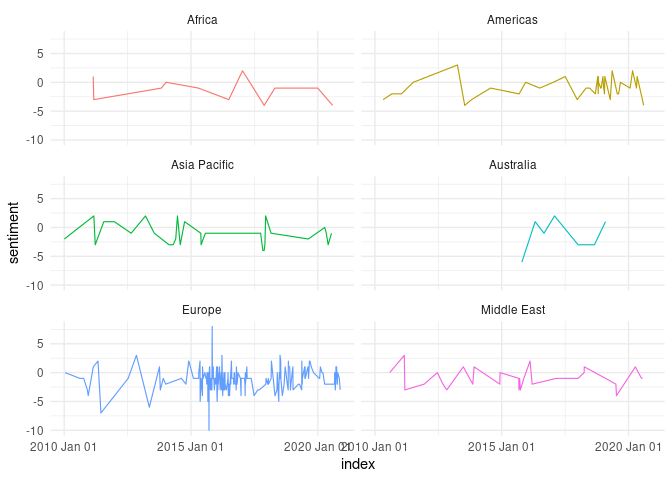 Africa
Americas
5
0
-5
-10
Asia Pacific
Australia
sentiment
5
0
-5
-10
Europe
Middle East
5
0
-5
-10
2010 Jan 01 2015 Jan 01 2020 Jan 01 2010 Jan 01 2015 Jan 01 2020 Jan 01
index